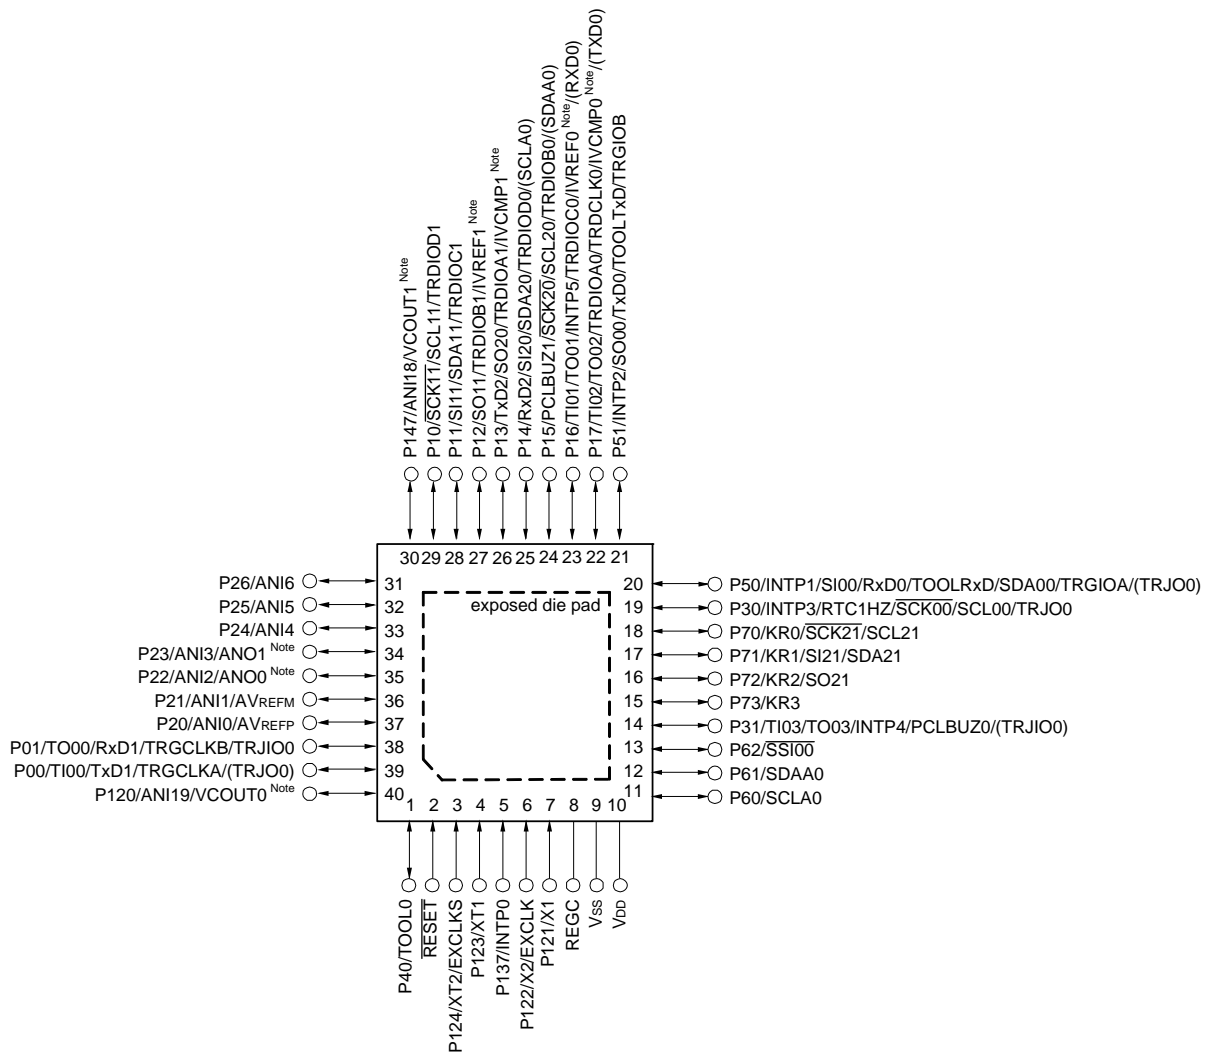 P147/ANI18/VCOUT1 Note
P10/SCK11/SCL11/TRDIOD1
P11/SI11/SDA11/TRDIOC1
P12/SO11/TRDIOB1/IVREF1 Note
P13/TxD2/SO20/TRDIOA1/IVCMP1 Note
P14/RxD2/SI20/SDA20/TRDIOD0/(SCLA0)
P15/PCLBUZ1/SCK20/SCL20/TRDIOB0/(SDAA0)
P16/TI01/TO01/INTP5/TRDIOC0/IVREF0 Note/(RXD0)
P17/TI02/TO02/TRDIOA0/TRDCLK0/IVCMP0 Note/(TXD0)
P51/INTP2/SO00/TxD0/TOOLTxD/TRGIOB
30 29 28 27 26 25 24 23 22 21
P26/ANI6 31
P25/ANI5 32
P24/ANI4 33
P23/ANI3/ANO1 Note 34
P22/ANI2/ANO0 Note 35
P21/ANI1/AVREFM 36
P20/ANI0/AVREFP 37
P01/TO00/RxD1/TRGCLKB/TRJIO0 38
P00/TI00/TxD1/TRGCLKA/(TRJO0) 39
P120/ANI19/VCOUT0 Note 40
exposed die pad
20 P50/INTP1/SI00/RxD0/TOOLRxD/SDA00/TRGIOA/(TRJO0)
19 P30/INTP3/RTC1HZ/SCK00/SCL00/TRJO0
18 P70/KR0/SCK21/SCL21
17 P71/KR1/SI21/SDA21
16 P72/KR2/SO21
15 P73/KR3
14 P31/TI03/TO03/INTP4/PCLBUZ0/(TRJIO0)
13 P62/SSI00
12 P61/SDAA0
11 P60/SCLA0
1 2 3 4 5 6 7 8 9 10
P40/TOOL0
RESET
P124/XT2/EXCLKS
P123/XT1
P137/INTP0
P122/X2/EXCLK
P121/X1
REGC
VSS
VDD